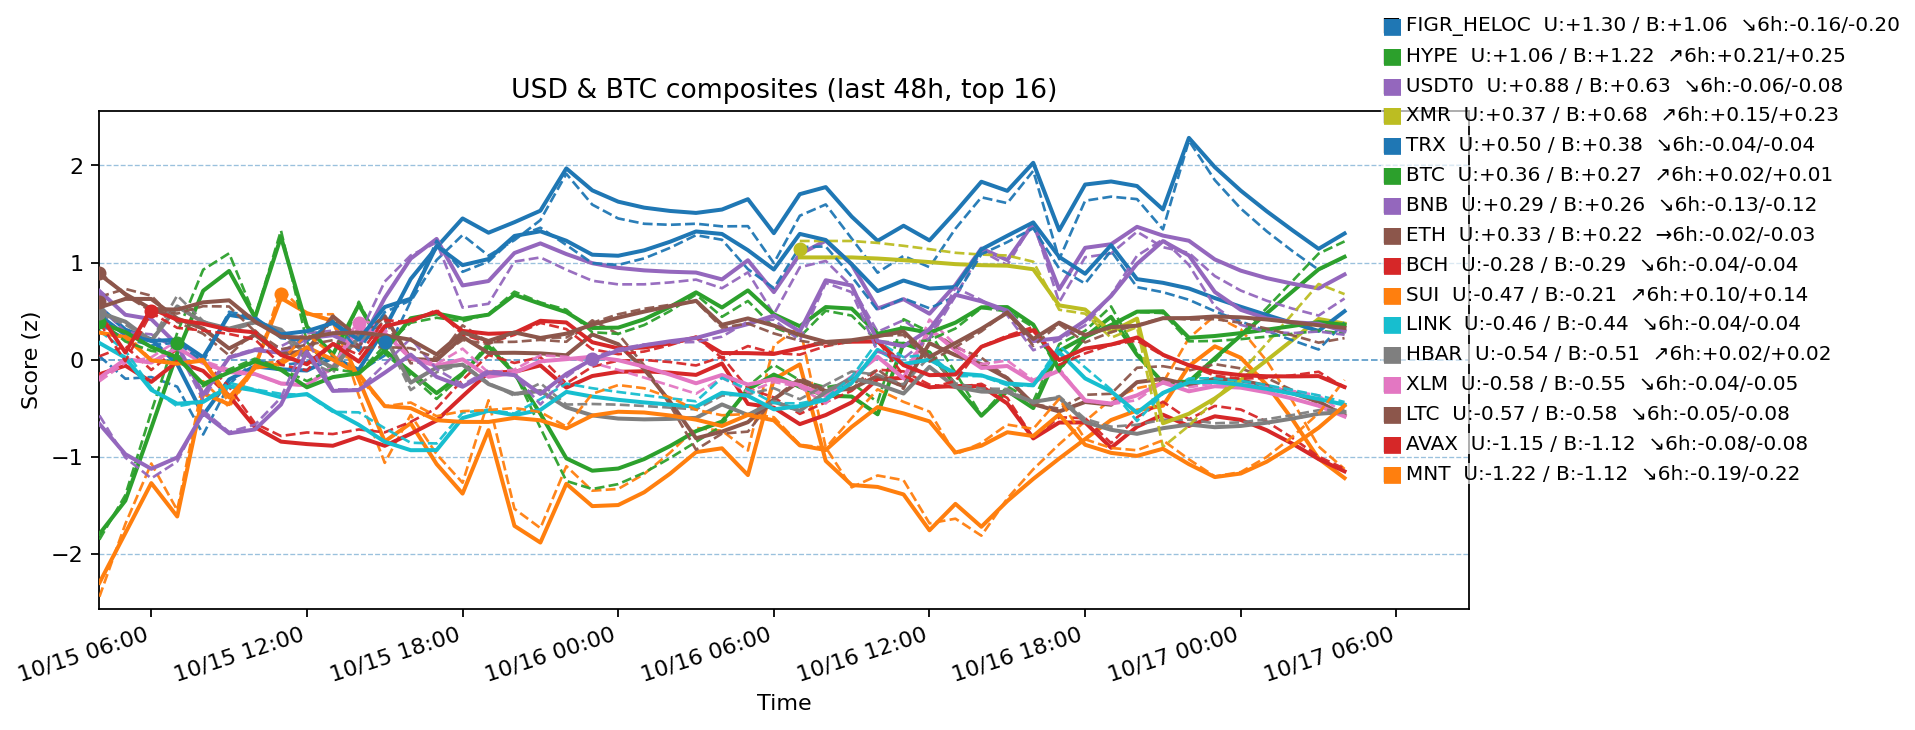 FIGR_HELOC  U:+1.30 / B:+1.06  ↘6h:-0.16/-0.20
HYPE  U:+1.06 / B:+1.22  ↗6h:+0.21/+0.25
USD & BTC composites (last 48h, top 16)
USDT0  U:+0.88 / B:+0.63  ↘6h:-0.06/-0.08
XMR  U:+0.37 / B:+0.68  ↗6h:+0.15/+0.23
TRX  U:+0.50 / B:+0.38  ↘6h:-0.04/-0.04
BTC  U:+0.36 / B:+0.27  ↗6h:+0.02/+0.01
BNB  U:+0.29 / B:+0.26  ↘6h:-0.13/-0.12
ETH  U:+0.33 / B:+0.22  →6h:-0.02/-0.03
BCH  U:-0.28 / B:-0.29  ↘6h:-0.04/-0.04
SUI  U:-0.47 / B:-0.21  ↗6h:+0.10/+0.14
LINK  U:-0.46 / B:-0.44  ↘6h:-0.04/-0.04
HBAR  U:-0.54 / B:-0.51  ↗6h:+0.02/+0.02
XLM  U:-0.58 / B:-0.55  ↘6h:-0.04/-0.05
LTC  U:-0.57 / B:-0.58  ↘6h:-0.05/-0.08
AVAX  U:-1.15 / B:-1.12  ↘6h:-0.08/-0.08
MNT  U:-1.22 / B:-1.12  ↘6h:-0.19/-0.22
Score (z)
2
1
0
−1
−2
10/15 06:00
10/15 12:00
10/15 18:00
10/16 00:00
10/16 06:00
10/16 12:00
10/16 18:00
10/17 00:00
10/17 06:00
Time